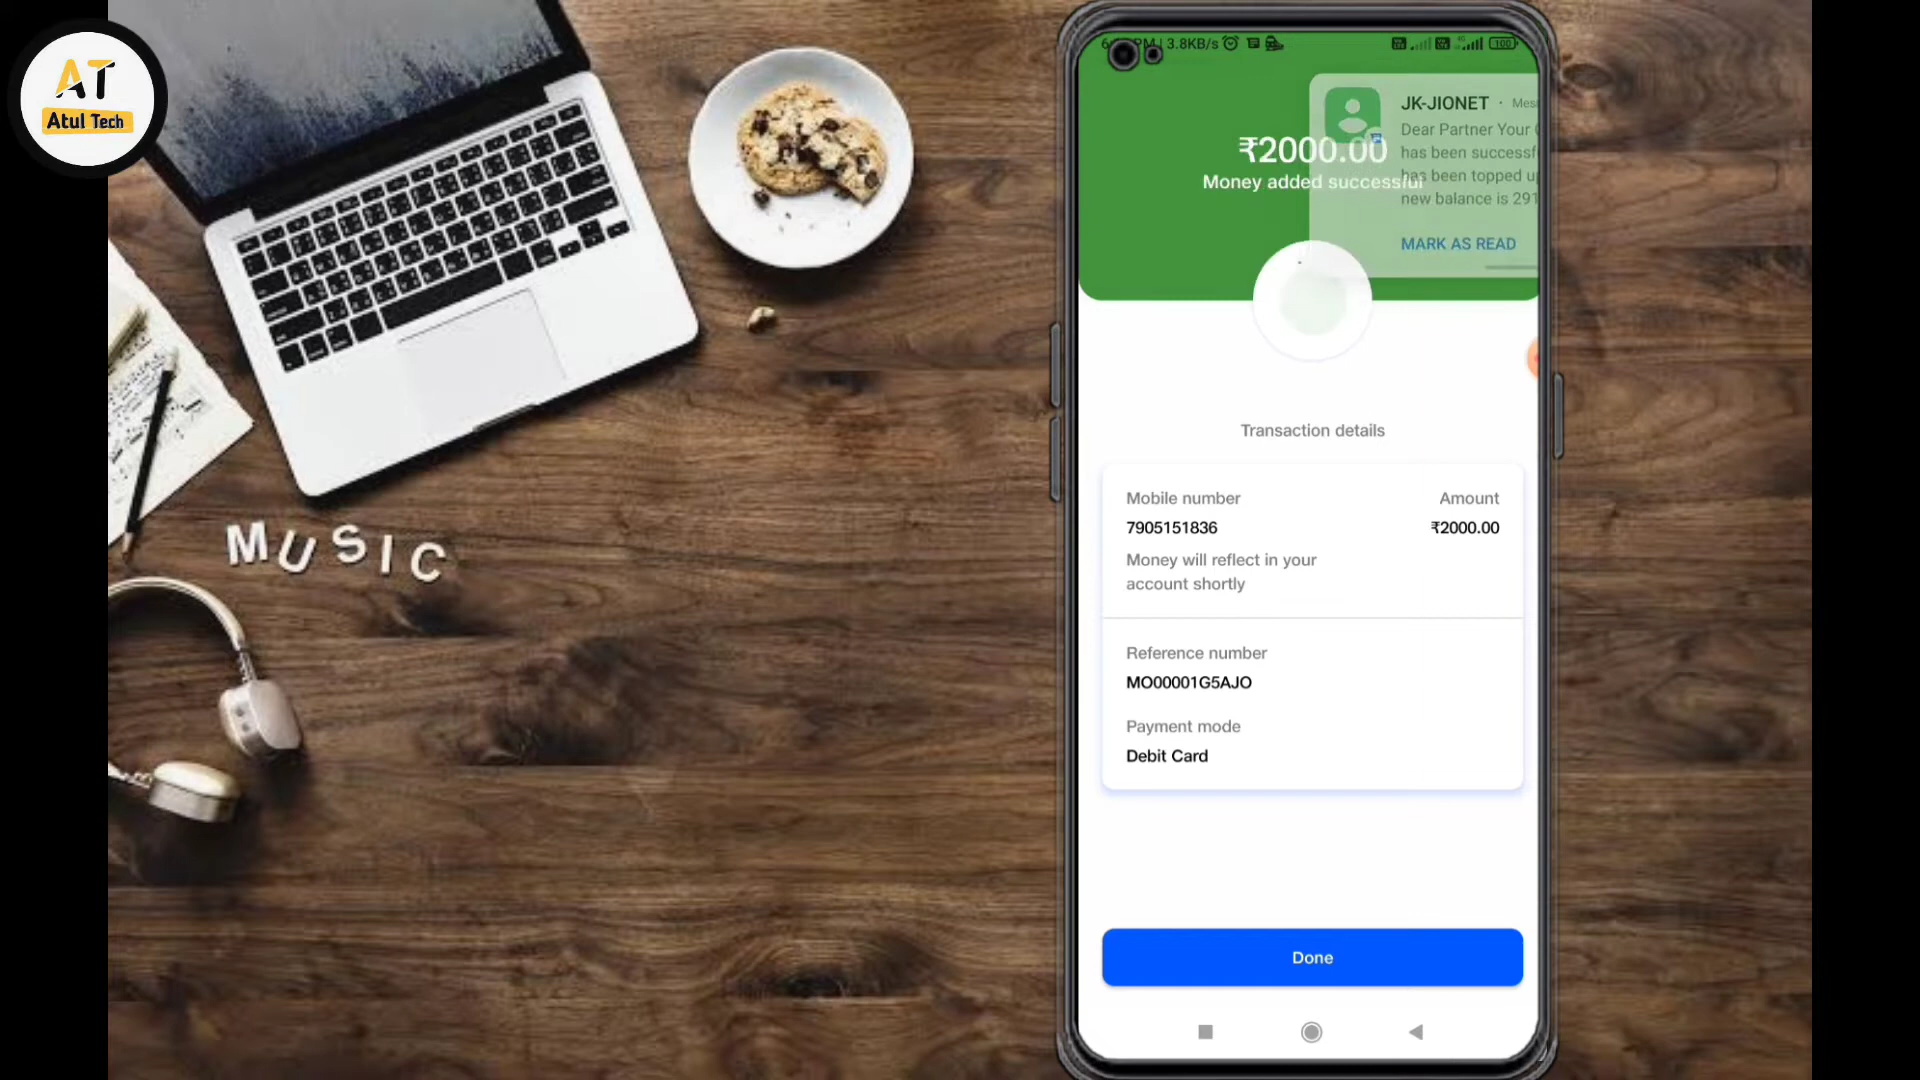 AT
Atul Tech
MUSIC
PM | 3.8KB/s
100
JK-JIONET · Mes
Dear Partner Your
has been successf
has been topped u
new balance is 291
MARK AS READ
₹2000.00
Money added successful
Transaction details
Mobile number Amount
7905151836 ₹2000.00
Money will reflect in your
account shortly
Reference number
MO00001G5AJO
Payment mode
Debit Card
Done